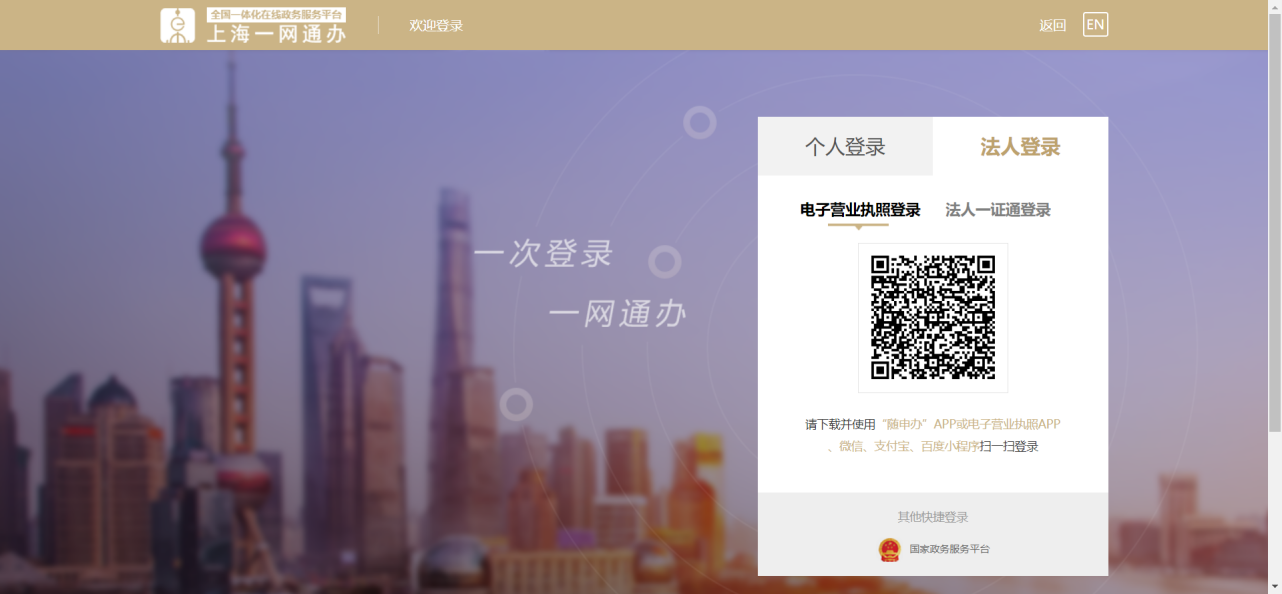 全国一体化在线政务服务平台
上海一网通办
欢迎登录
返回
EN
一次登录
一网通办
个人登录
法人登录
电子营业执照登录
法人一证通登录
请下载并使用“随申办”APP或电子营业执照APP
、微信、支付宝、百度小程序扫一扫登录
其他快捷登录
国家政务服务平台